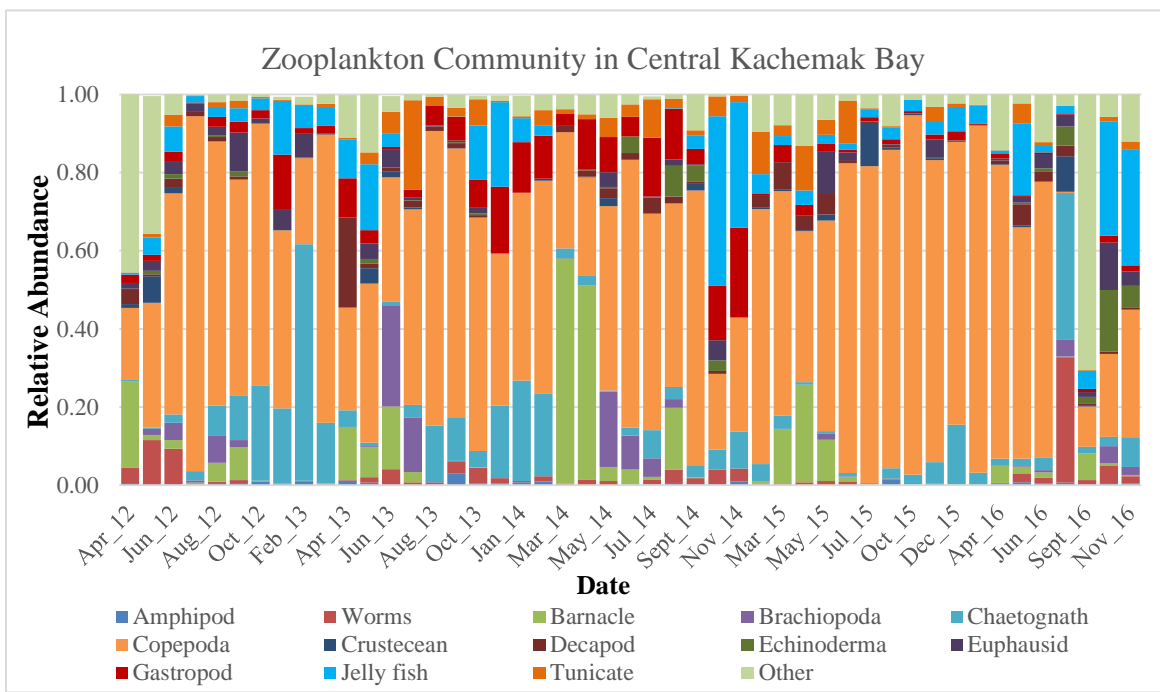 Zooplankton Community in Central Kachemak Bay
1.00
0.80
0.60
0.40
0.20
0.00
Relative Abundance
Apr_12 Jun_12 Aug_12 Oct_12 Feb_13 Apr_13 Jun_13 Aug_13 Oct_13 Jan_14 Mar_14 May_14 Jul_14 Sept_14 Nov_14 Mar_15 May_15 Jul_15 Oct_15 Dec_15 Apr_16 Jun_16 Sept_16 Nov_16
Date
Amphipod Worms Barnacle Brachiopoda Chaetognath
Copepoda Crustecean Decapod Echinoderma Euphausid
Gastropod Jelly fish Tunicate Other